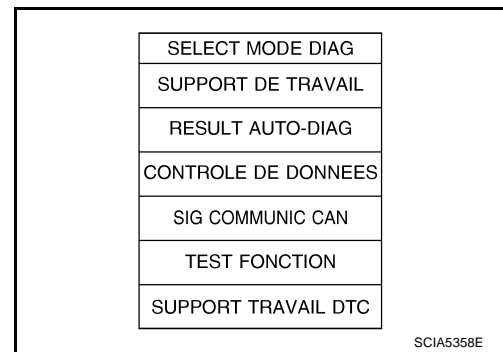 SELECT MODE DIAG
SUPPORT DE TRAVAIL
RESULT AUTO-DIAG
CONTROLE DE DONNEES
SIG COMMUNIC CAN
TEST FONCTION
SUPPORT TRAVAIL DTC
SCIA5358E